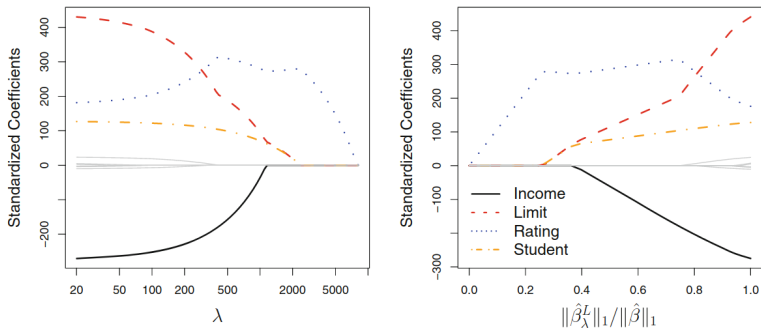 Standardized Coefficients
400
300
200
100
0
−200
20 50 100 200 500 2000 5000
λ
Standardized Coefficients
400
300
200
100
0
−100
−300
Income
Limit
Rating
Student
0.0 0.2 0.4 0.6 0.8 1.0
‖β̂λL‖1/‖β̂‖1